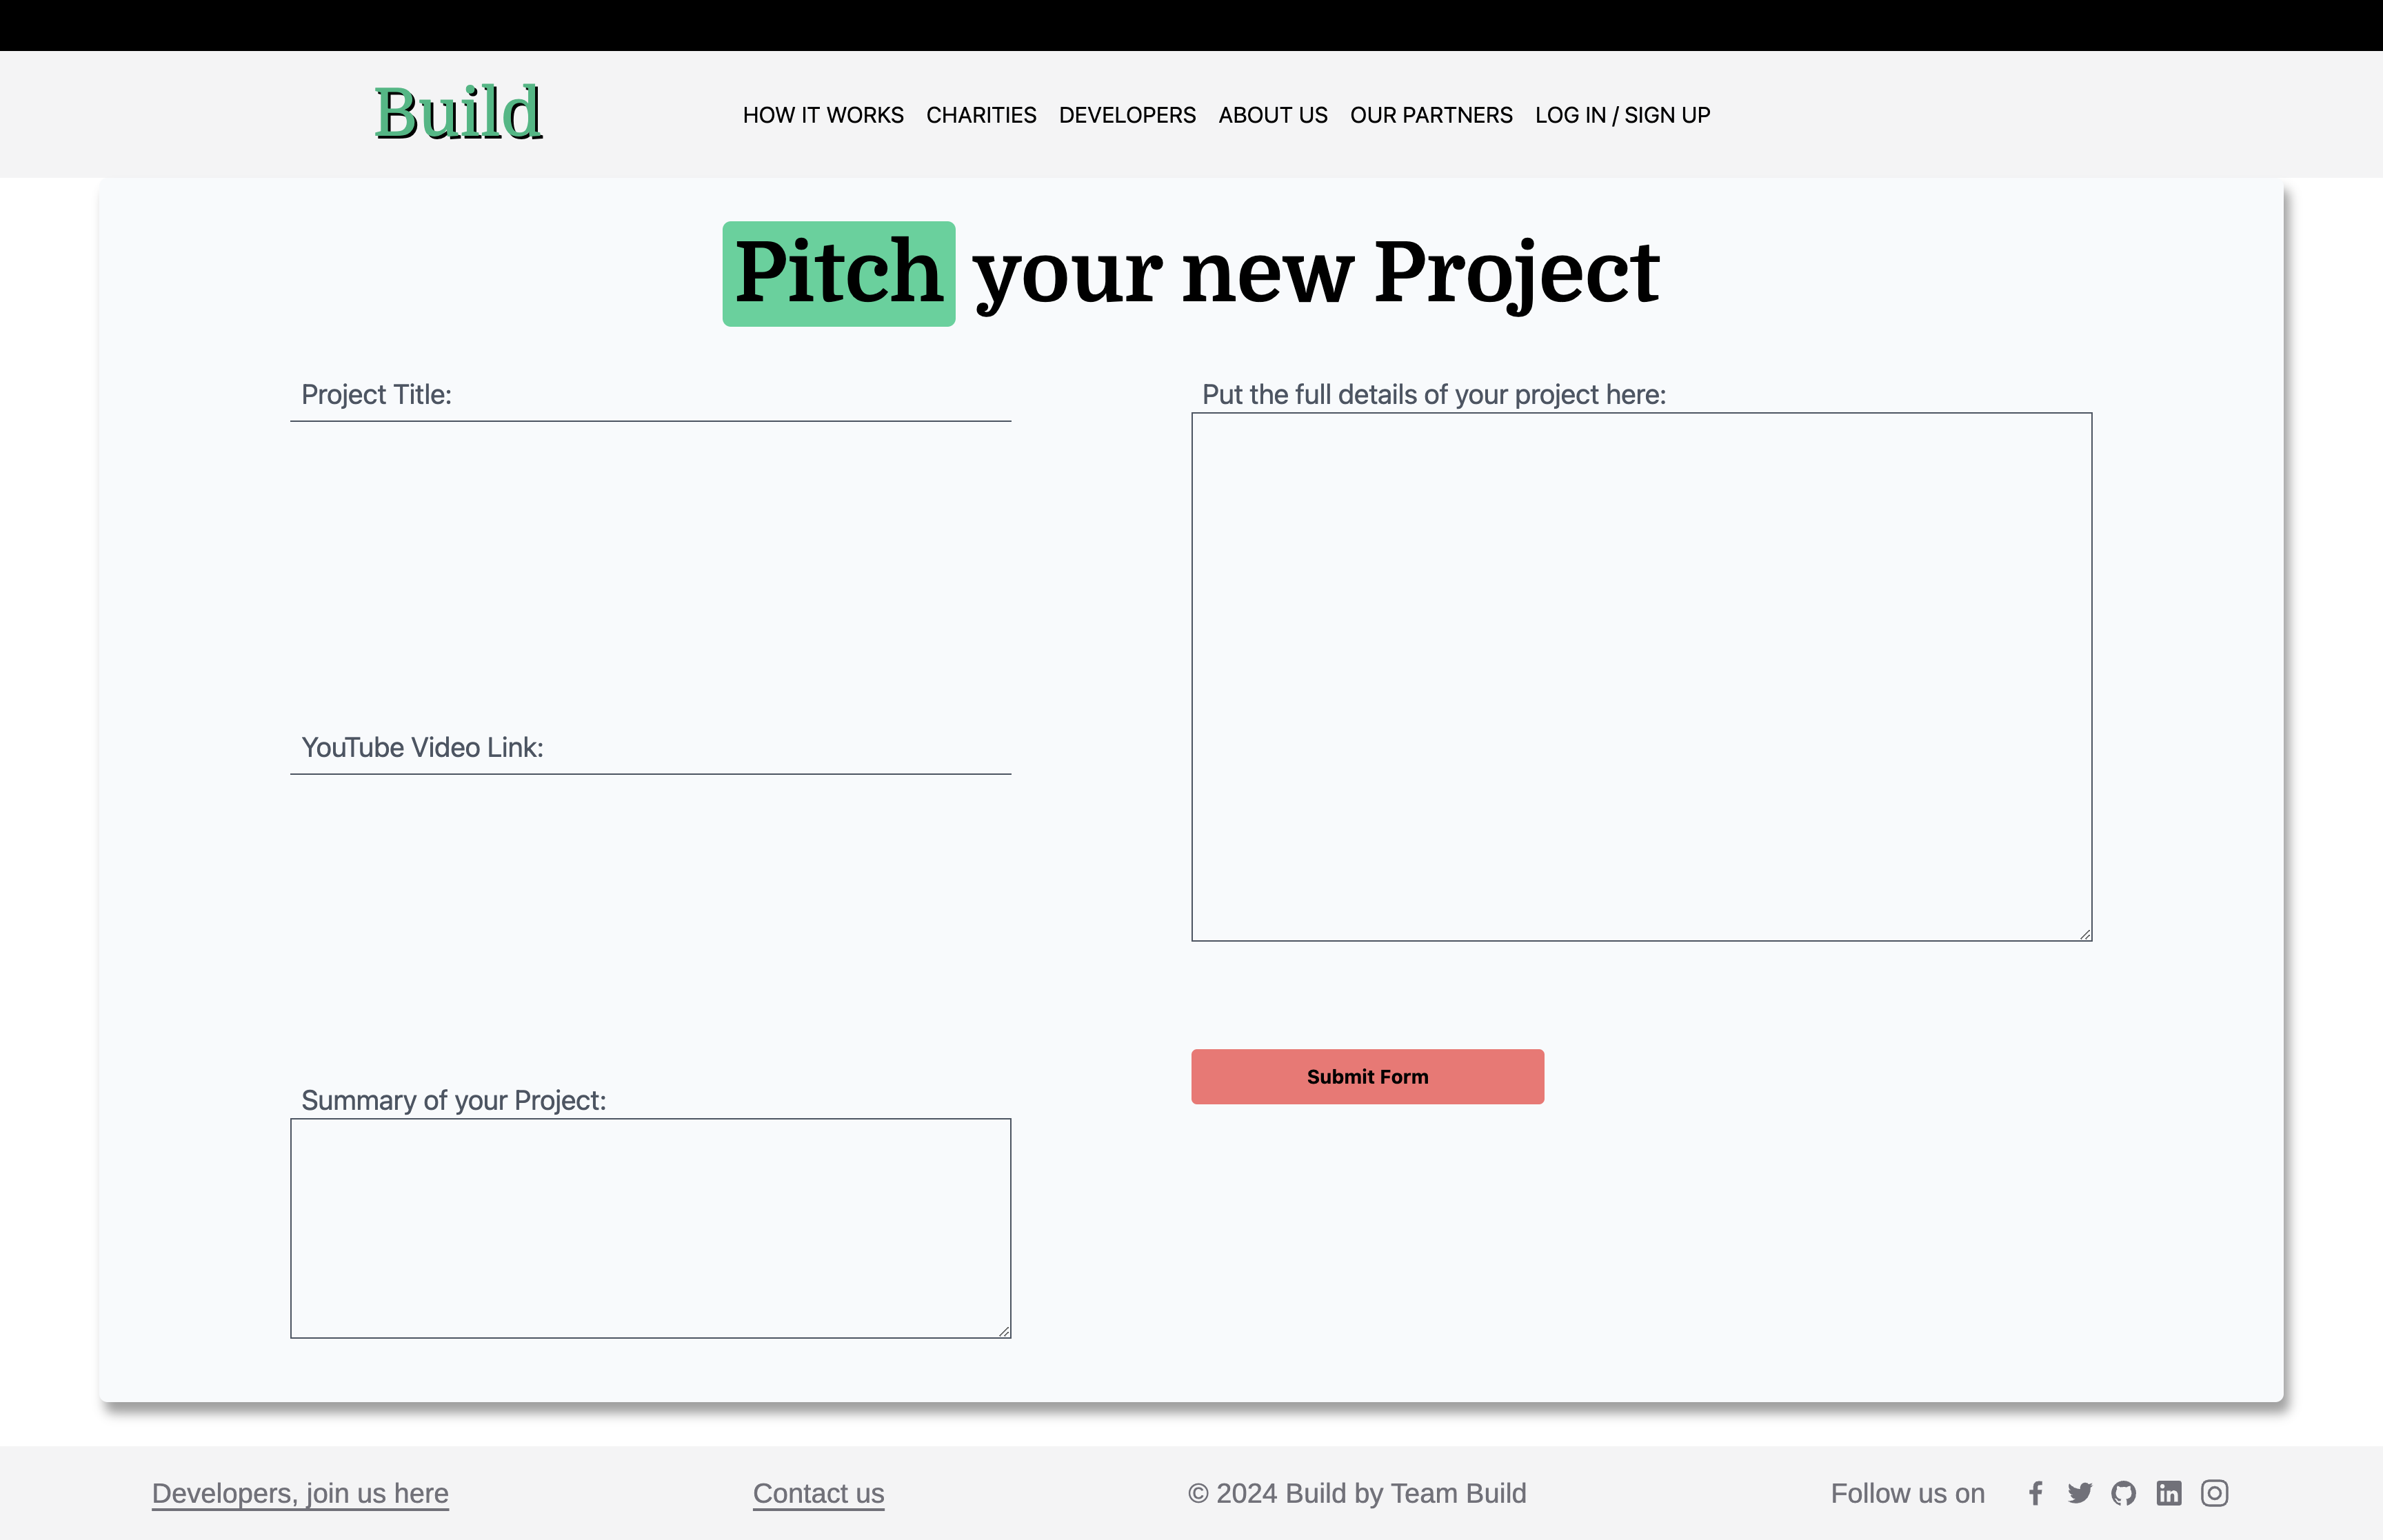 Build
HOW IT WORKS CHARITIES DEVELOPERS ABOUT US OUR PARTNERS LOG IN / SIGN UP
Pitch your new Project
Project Title:
YouTube Video Link:
Summary of your Project:
Put the full details of your project here:
Submit Form
Developers, join us here Contact us © 2024 Build by Team Build Follow us on